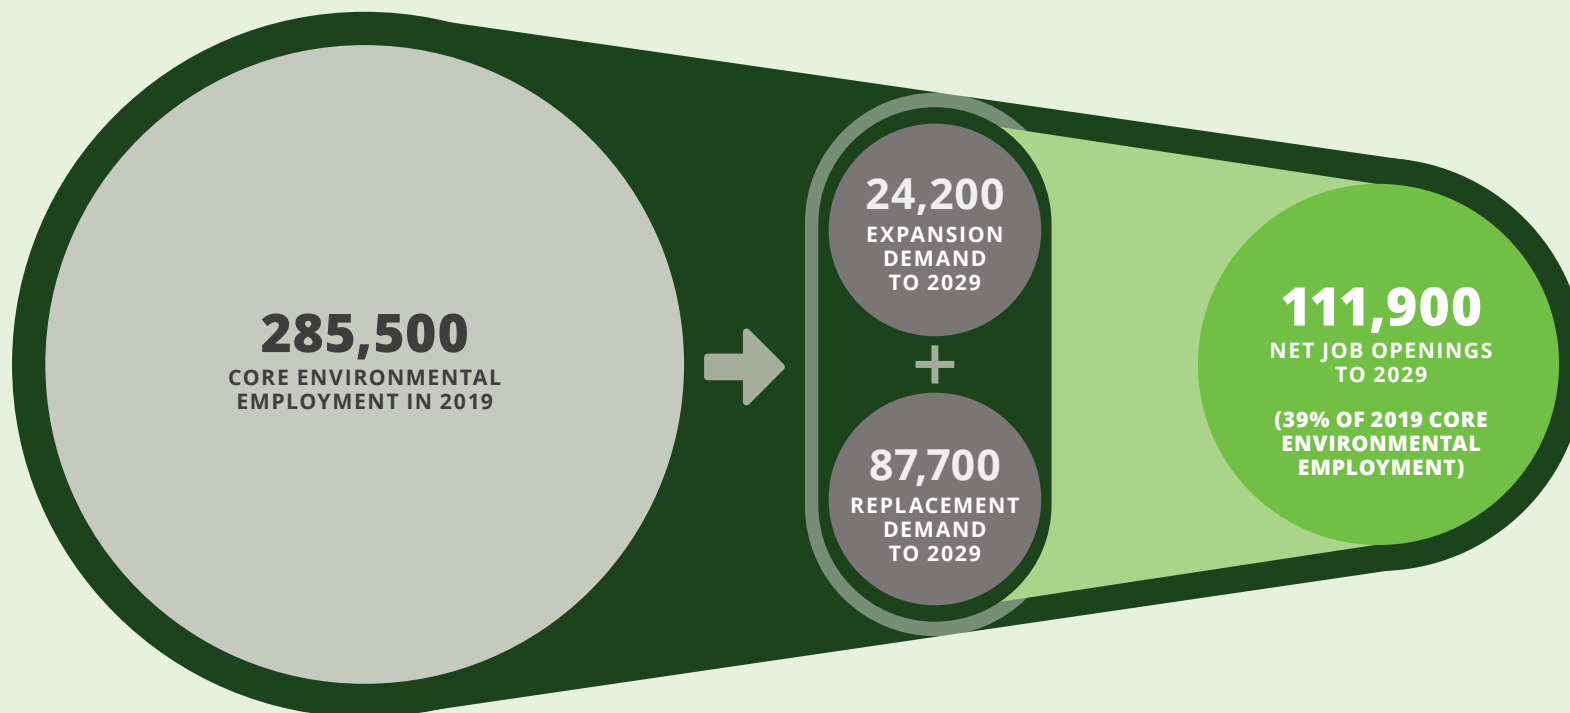 285,500
CORE ENVIRONMENTAL
EMPLOYMENT IN 2019
24,200
EXPANSION
DEMAND
TO 2029
+
87,700
REPLACEMENT
DEMAND
TO 2029
111,900
NET JOB OPENINGS
TO 2029
(39% OF 2019 CORE
ENVIRONMENTAL
EMPLOYMENT)